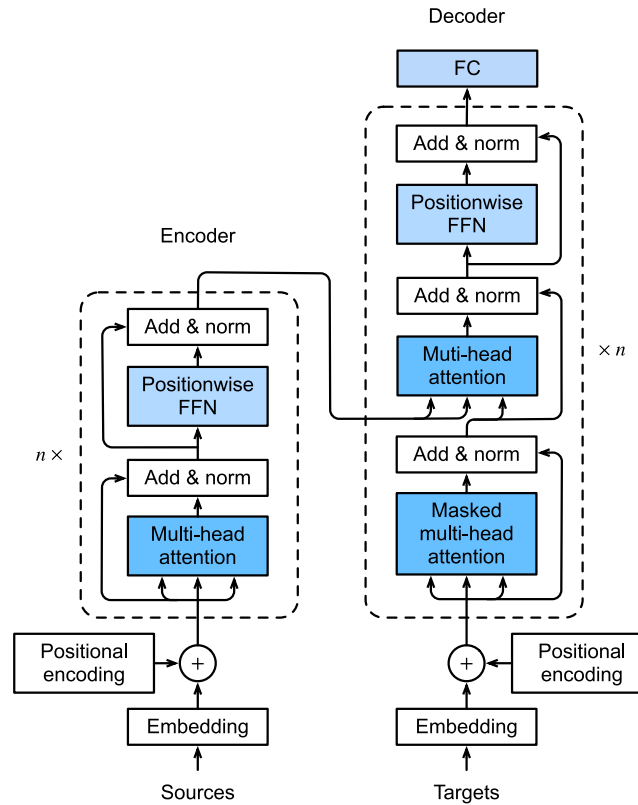 Decoder
FC
Add & norm
Positionwise
FFN
Add & norm
Muti-head
attention
× n
Add & norm
Masked
multi-head
attention
Positional
encoding
+
Embedding
Targets
Encoder
Add & norm
Positionwise
FFN
n ×
Add & norm
Multi-head
attention
Positional
encoding
+
Embedding
Sources